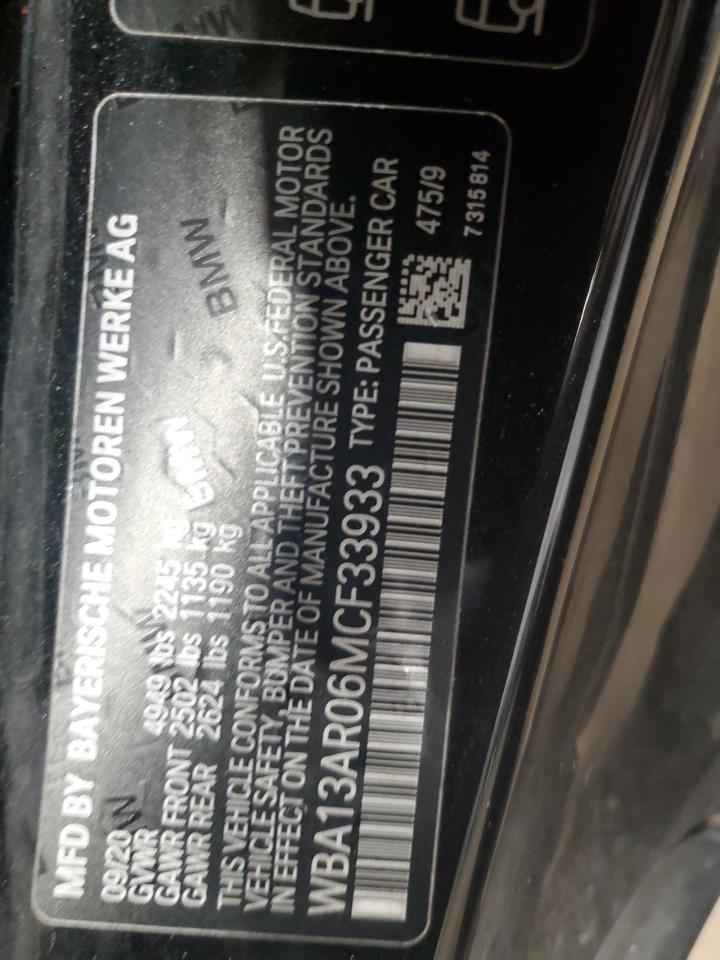 MFD BY BAYERISCHE MOTOREN WERKE AG
09/20
GVWR 4949 lbs 2245 kg
GAWR FRONT 2502 lbs 1135 kg
GAWR REAR 2624 lbs 1190 kg
THIS VEHICLE CONFORMS TO ALL APPLICABLE U.S. FEDERAL MOTOR
VEHICLE SAFETY, BUMPER AND THEFT PREVENTION STANDARDS
IN EFFECT ON THE DATE OF MANUFACTURE SHOWN ABOVE.
WBA13AR06MCF33933 TYPE: PASSENGER CAR
475/9
7 315 814
BMW
BMW